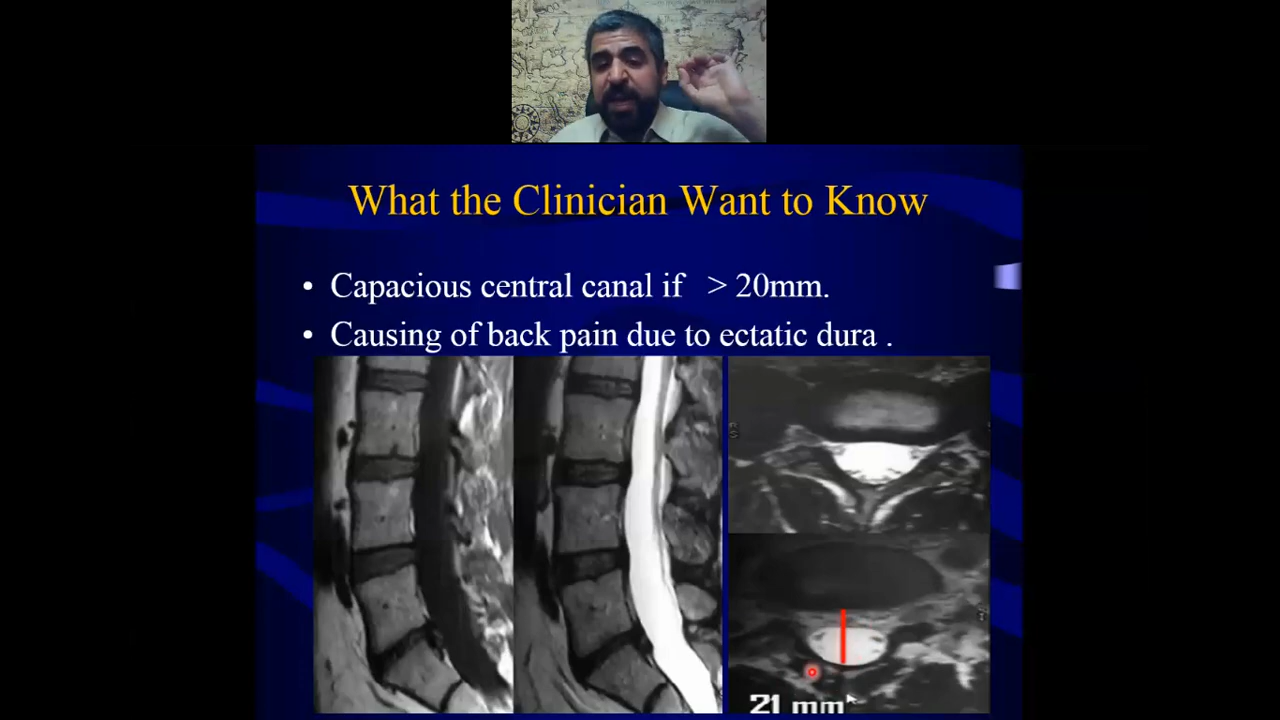 What the Clinician Want to Know
• Capacious central canal if > 20mm.
• Causing of back pain due to ectatic dura .
21 mm